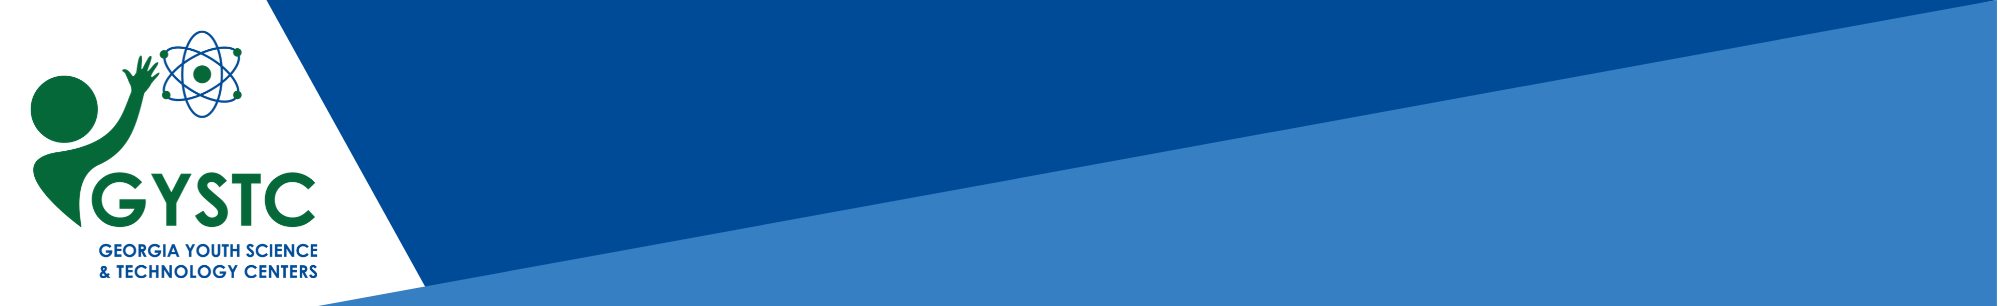 GYSTC
GEORGIA YOUTH SCIENCE
& TECHNOLOGY CENTERS